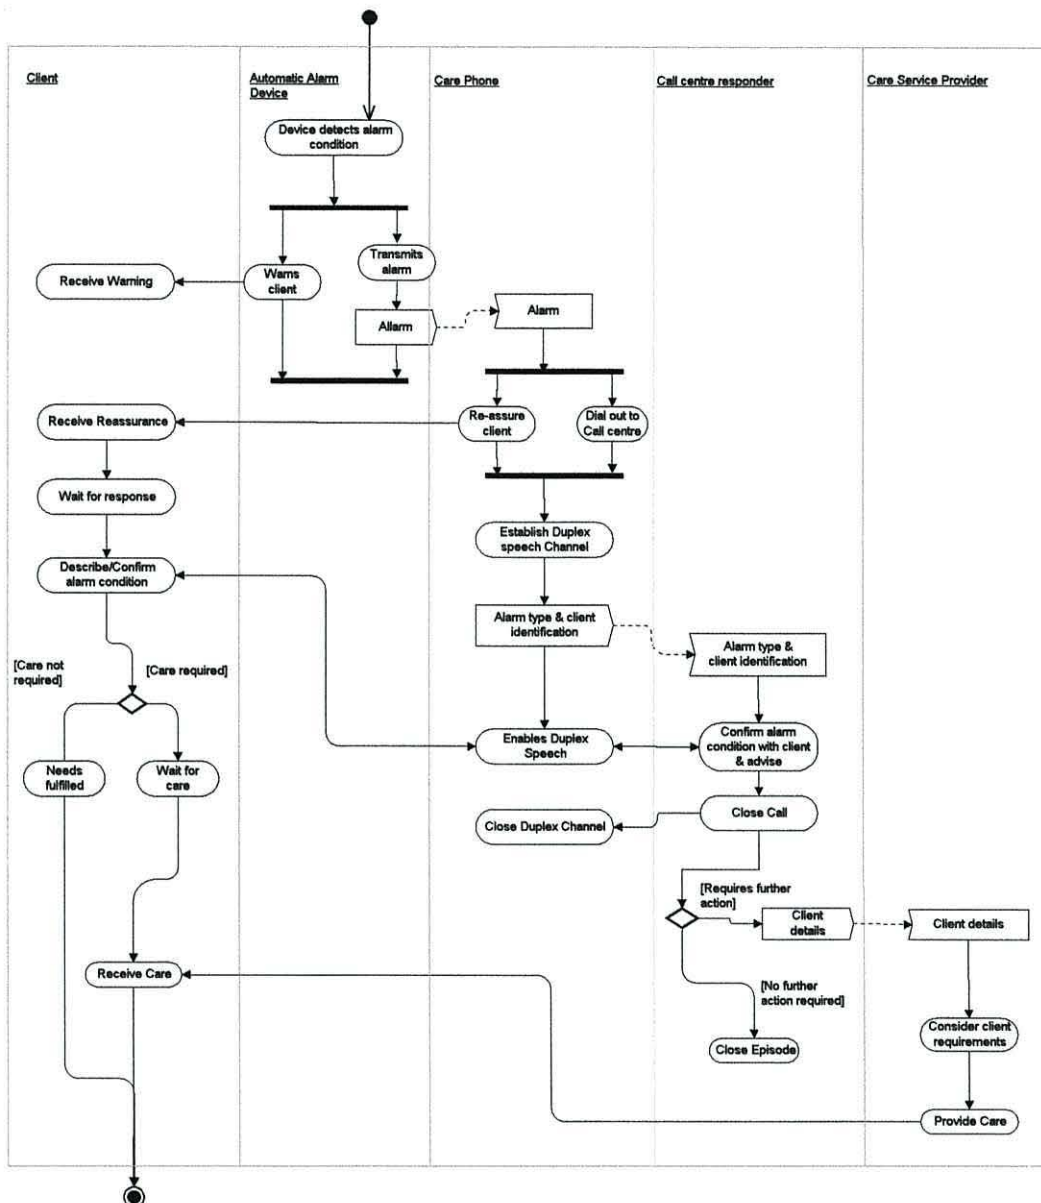 Client
Automatic Alarm
Device
Care Phone
Call centre responder
Care Service Provider
Device detects alarm
condition
Transmits
alarm
Warns
client
Receive Warning
Allarm
Alarm
Receive Reassurance
Re-assure
client
Dial out to
Call centre
Wait for response
Establish Duplex
speech Channel
Describe/Confirm
alarm condition
Alarm type & client
identification
Alarm type &
client identification
[Care not
required]
[Care required]
Enables Duplex
Speech
Confirm alarm
condition with client
& advise
Needs
fulfilled
Wait for
care
Close Duplex Channel
Close Call
[Requires further
action]
Client
details
Client details
Receive Care
[No further
action required]
Close Episode
Consider client
requirements
Provide Care